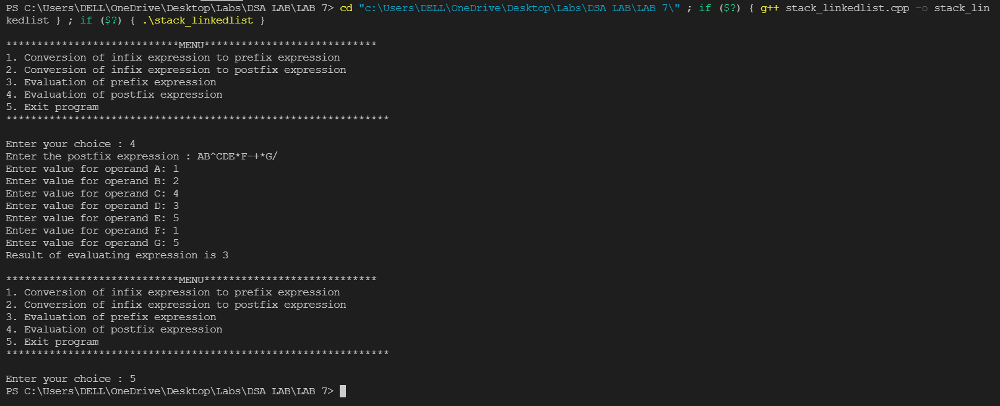 PS C:\Users\DELL\OneDrive\Desktop\Labs\DSA LAB\LAB 7> cd "c:\Users\DELL\OneDrive\Desktop\Labs\DSA LAB\LAB 7\" ; if ($?) { g++ stack_linkedlist.cpp -o stack_lin
kedlist } ; if ($?) { .\stack_linkedlist }
****************************MENU****************************
1. Conversion of infix expression to prefix expression
2. Conversion of infix expression to postfix expression
3. Evaluation of prefix expression
4. Evaluation of postfix expression
5. Exit program
**************************************************************
Enter your choice : 4
Enter the postfix expression : AB^CDE*F-+*G/
Enter value for operand A: 1
Enter value for operand B: 2
Enter value for operand C: 4
Enter value for operand D: 3
Enter value for operand E: 5
Enter value for operand F: 1
Enter value for operand G: 5
Result of evaluating expression is 3
****************************MENU****************************
1. Conversion of infix expression to prefix expression
2. Conversion of infix expression to postfix expression
3. Evaluation of prefix expression
4. Evaluation of postfix expression
5. Exit program
**************************************************************
Enter your choice : 5
PS C:\Users\DELL\OneDrive\Desktop\Labs\DSA LAB\LAB 7>